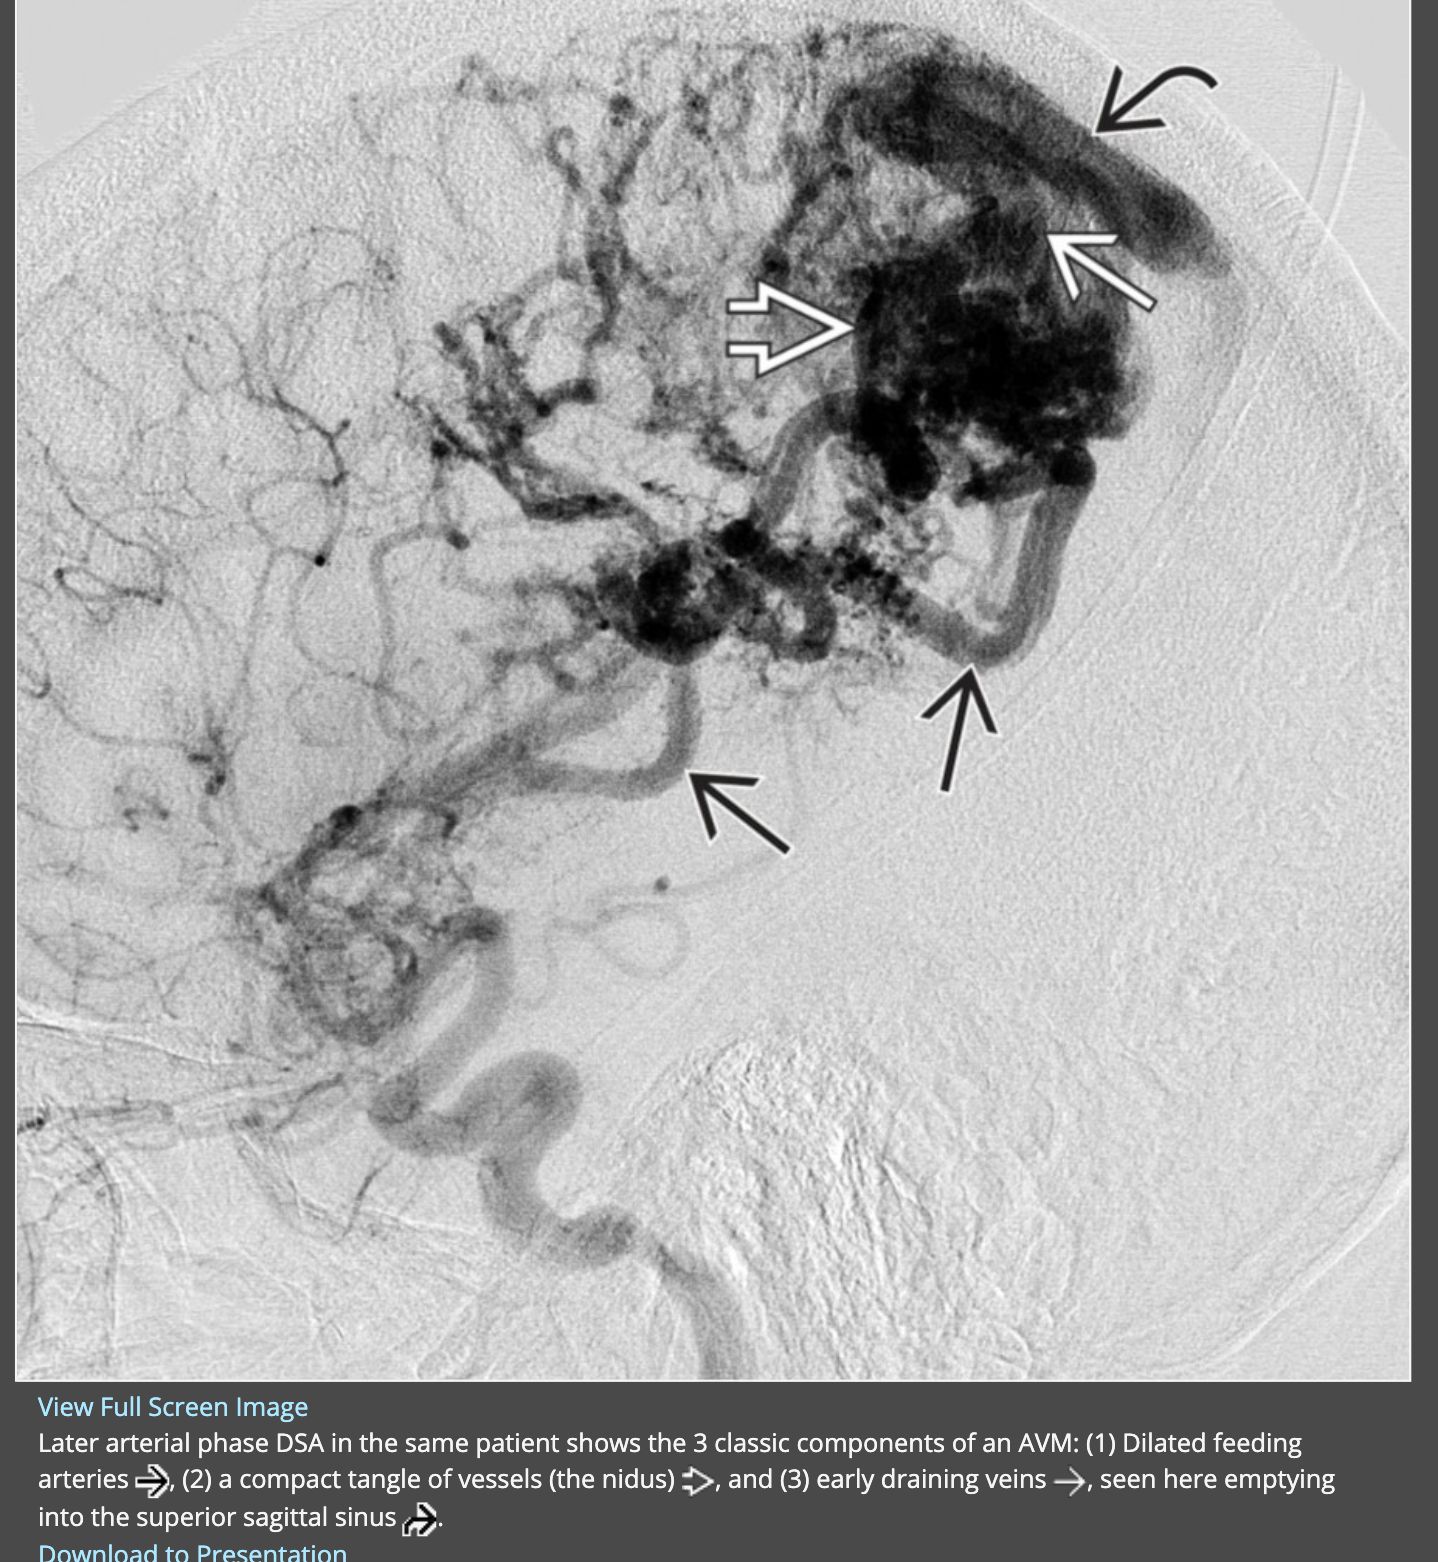 View Full Screen Image
Later arterial phase DSA in the same patient shows the 3 classic components of an AVM: (1) Dilated feeding
arteries , (2) a compact tangle of vessels (the nidus) , and (3) early draining veins , seen here emptying
into the superior sagittal sinus .
Download to Presentation